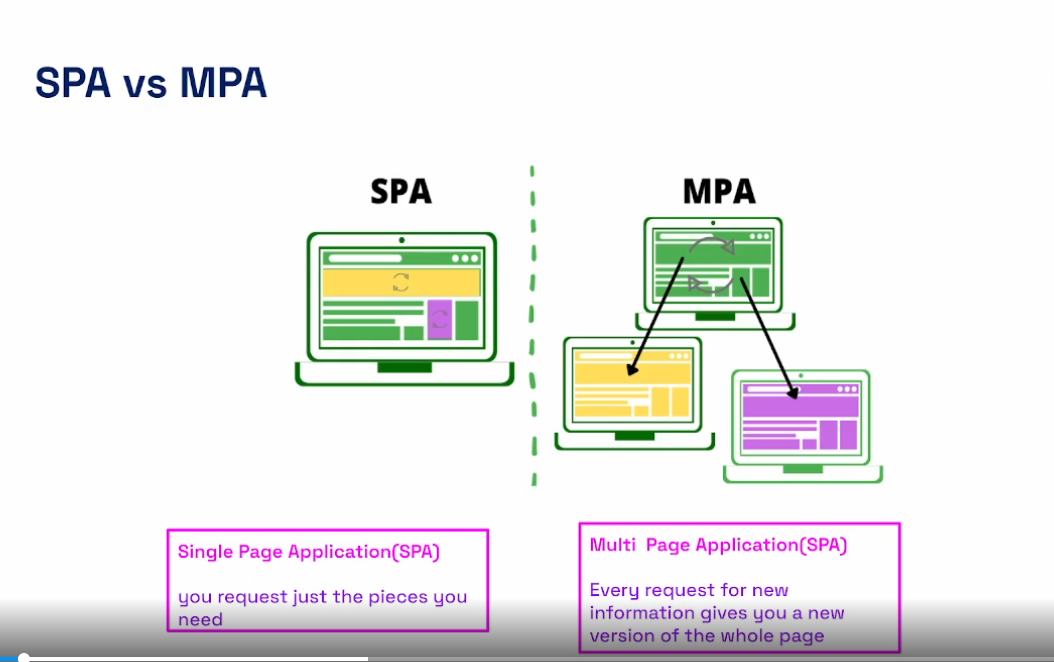 SPA vs MPA
SPA
MPA
Single Page Application(SPA)
you request just the pieces you
need
Multi  Page Application(SPA)
Every request for new
information gives you a new
version of the whole page